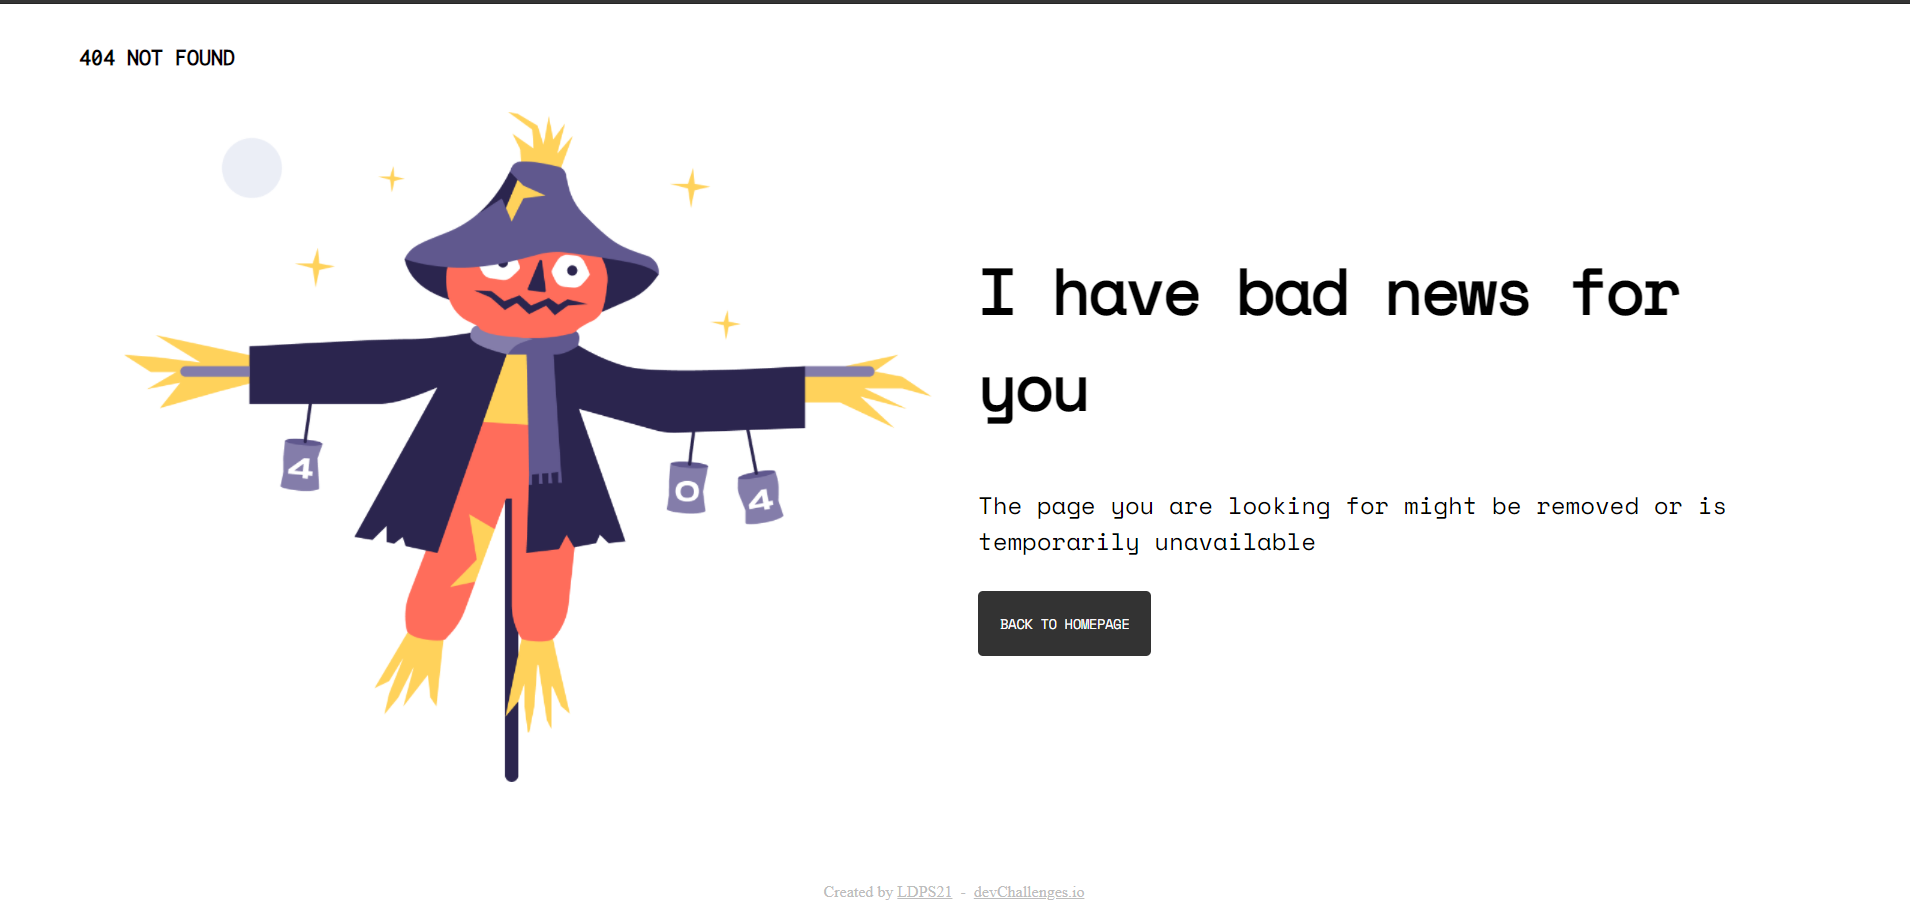 404 NOT FOUND
4
0 4
I have bad news for
you
The page you are looking for might be removed or is
temporarily unavailable
BACK TO HOMEPAGE
Created by LDPS21 - devChallenges.io